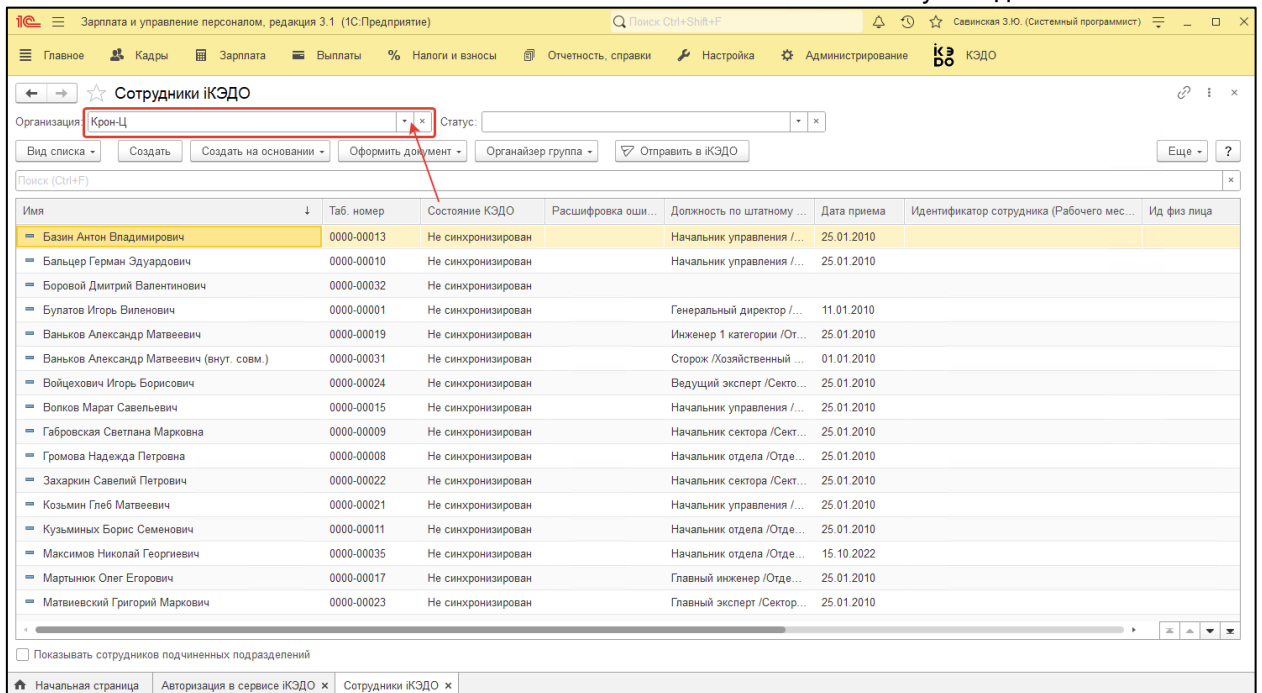 1С Зарплата и управление персоналом, редакция 3.1 (1С:Предприятие) Поиск Ctrl+Shift+F Савинская З.Ю. (Системный программист)
Главное Кадры Зарплата Выплаты % Налоги и взносы Отчетность, справки Настройка Администрирование КЭДО КЭДО
Сотрудники iКЭДО
Организация: Крон-Ц Статус:
Вид списка Создать Создать на основании Оформить документ Органайзер группа Отправить в iКЭДО Еще ?
Поиск (Ctrl+F)
Имя ↓ Таб. номер Состояние КЭДО Расшифровка оши... Должность по штатному ... Дата приема Идентификатор сотрудника (Рабочего мес... Ид физ лица
Базин Антон Владимирович 0000-00013 Не синхронизирован Начальник управления /... 25.01.2010
Бальцер Герман Эдуардович 0000-00010 Не синхронизирован Начальник управления /... 25.01.2010
Боровой Дмитрий Валентинович 0000-00032 Не синхронизирован
Булатов Игорь Виленович 0000-00001 Не синхронизирован Генеральный директор /... 11.01.2010
Ваньков Александр Матвеевич 0000-00019 Не синхронизирован Инженер 1 категории /От... 25.01.2010
Ваньков Александр Матвеевич (внут. совм.) 0000-00031 Не синхронизирован Сторож /Хозяйственный ... 01.01.2010
Войцехович Игорь Борисович 0000-00024 Не синхронизирован Ведущий эксперт /Секто... 25.01.2010
Волков Марат Савельевич 0000-00015 Не синхронизирован Начальник управления /... 25.01.2010
Габровская Светлана Марковна 0000-00009 Не синхронизирован Начальник сектора /Сект... 25.01.2010
Громова Надежда Петровна 0000-00008 Не синхронизирован Начальник отдела /Отде... 25.01.2010
Захаркин Савелий Петрович 0000-00022 Не синхронизирован Начальник сектора /Сект... 25.01.2010
Козьмин Глеб Матвеевич 0000-00021 Не синхронизирован Начальник управления /... 25.01.2010
Кузьминых Борис Семенович 0000-00011 Не синхронизирован Начальник отдела /Отде... 25.01.2010
Максимов Николай Георгиевич 0000-00035 Не синхронизирован Начальник отдела /Отде... 15.10.2022
Мартынюк Олег Егорович 0000-00017 Не синхронизирован Главный инженер /Отде... 25.01.2010
Матвиевский Григорий Маркович 0000-00023 Не синхронизирован Главный эксперт /Сектор... 25.01.2010
Показывать сотрудников подчиненных подразделений
Начальная страница Авторизация в сервисе iКЭДО × Сотрудники iКЭДО ×